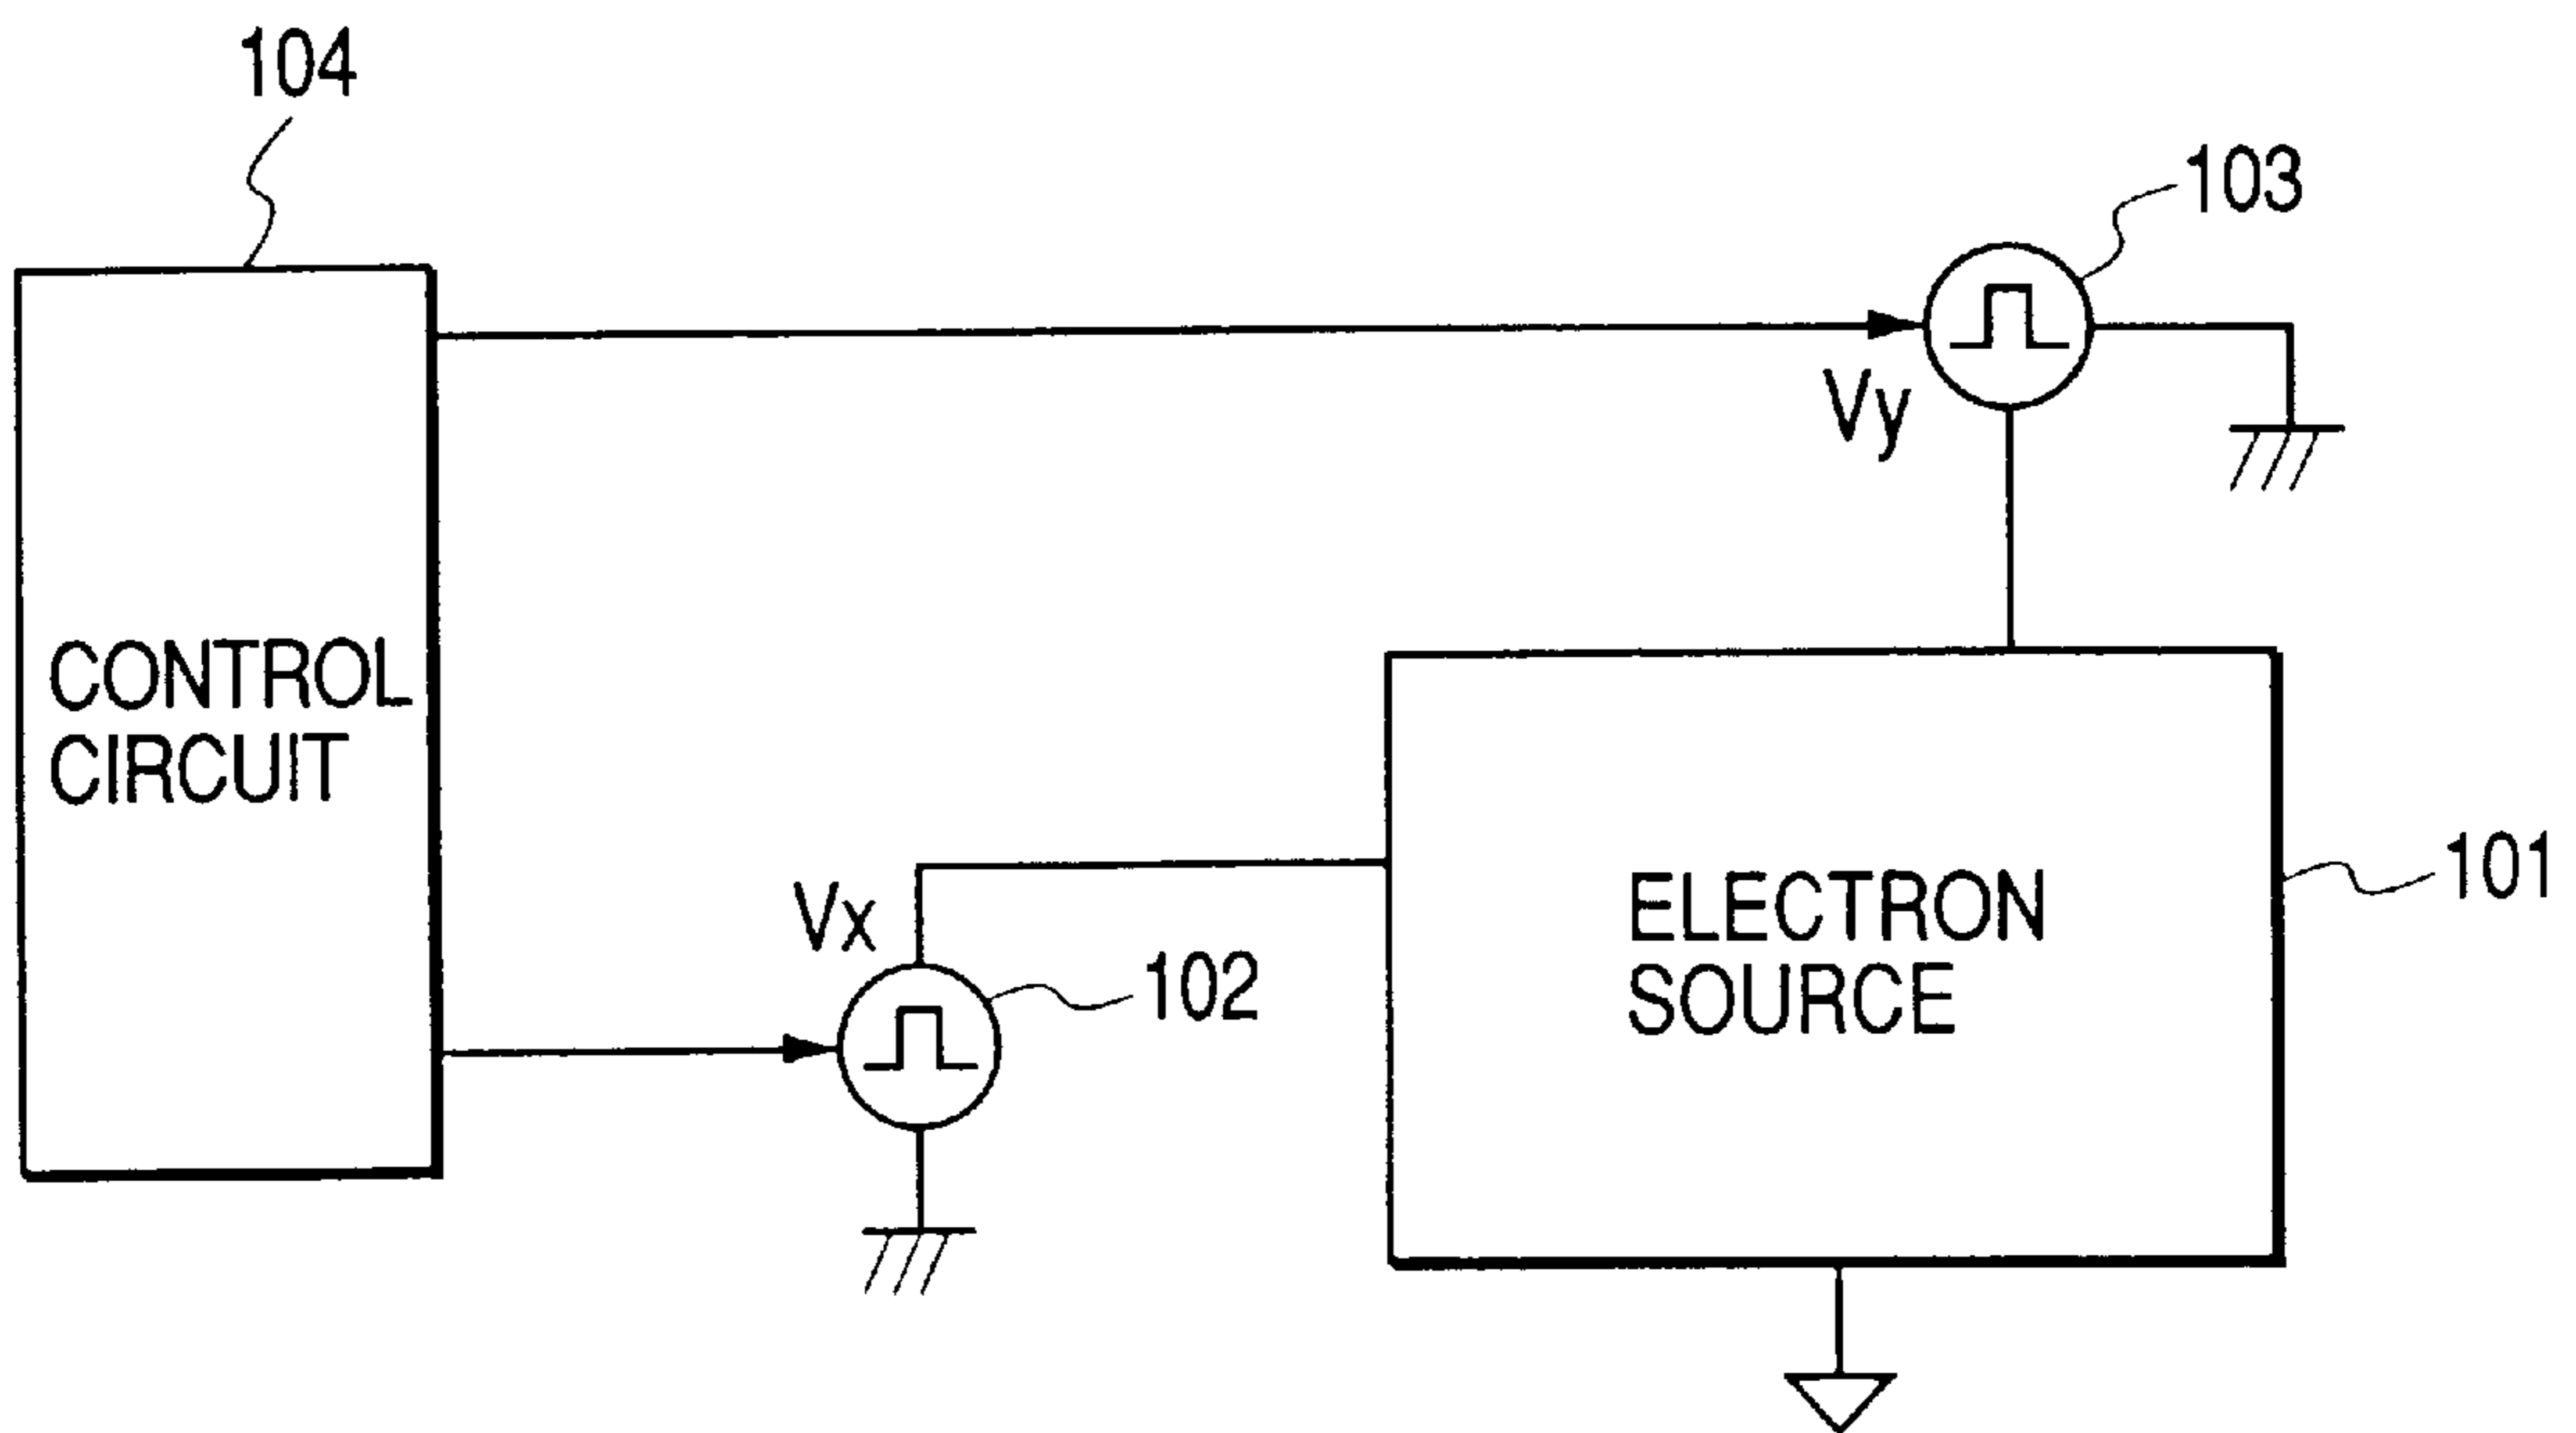 104
103
Vy
CONTROL
CIRCUIT
Vx
102
ELECTRON
SOURCE
101